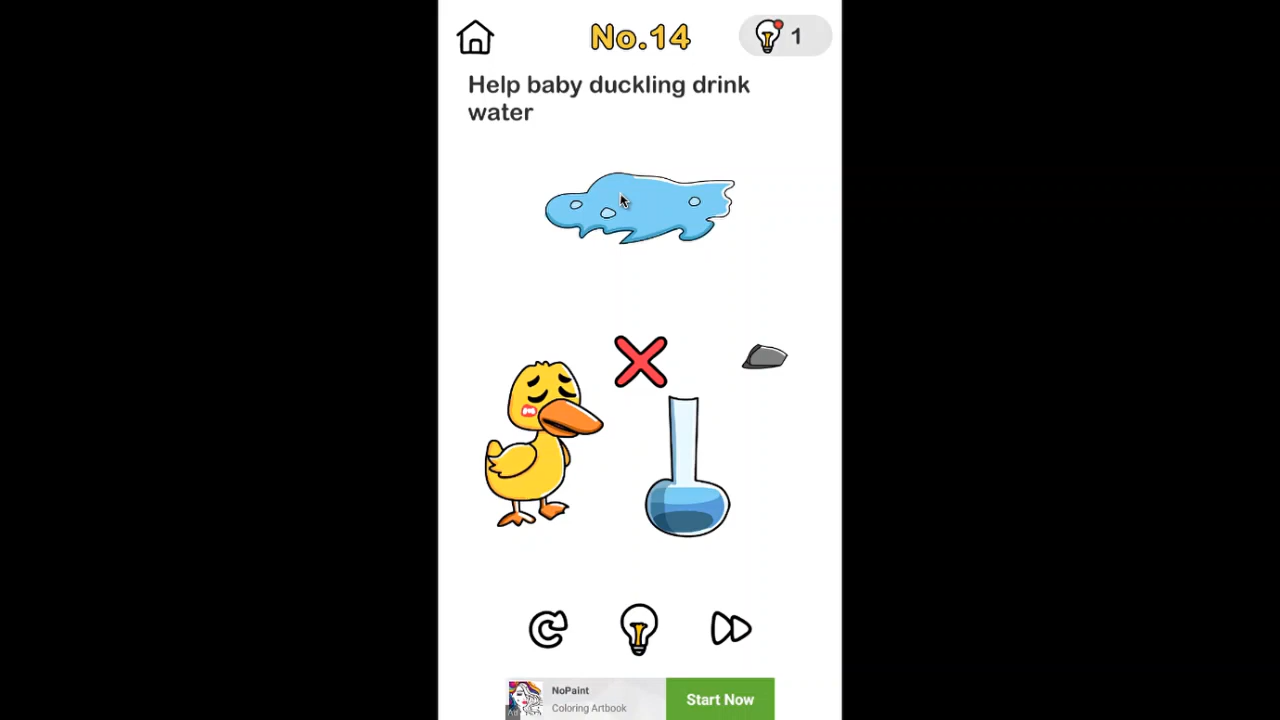 No.14
1
Help baby duckling drink
water
NoPaint
Coloring Artbook
Start Now